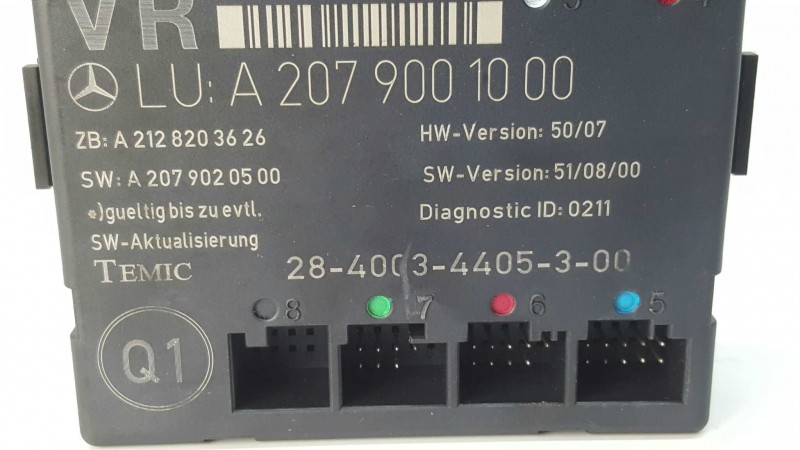 VR 3 4
LU: A 207 900 10 00
ZB: A 212 820 36 26 HW-Version: 50/07
SW: A 207 902 05 00 SW-Version: 51/08/00
*)gueltig bis zu evtl. Diagnostic ID: 0211
SW-Aktualisierung
TEMIC 28-4003-4405-3-00
8 7 6 5
Q1